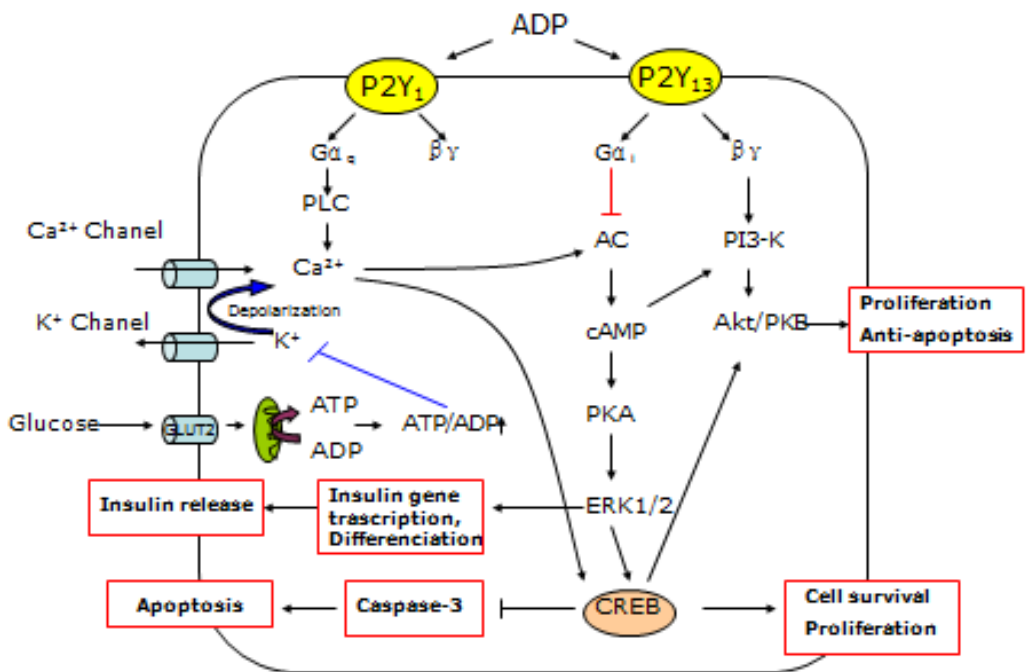 ADP
P2Y₁
P2Y₁₃
Gα q
βγ
Gα i
βγ
PLC
Ca²⁺ Chanel
Ca²⁺
AC
PI3-K
Depolarization
K⁺ Chanel
K⁺
cAMP
Akt/PKB
Proliferation
Anti-apoptosis
Glucose
GLUT2
ATP
ADP
ATP/ADP
PKA
Insulin release
Insulin gene
trascription,
Differenciation
ERK1/2
Apoptosis
Caspase-3
CREB
Cell survival
Proliferation